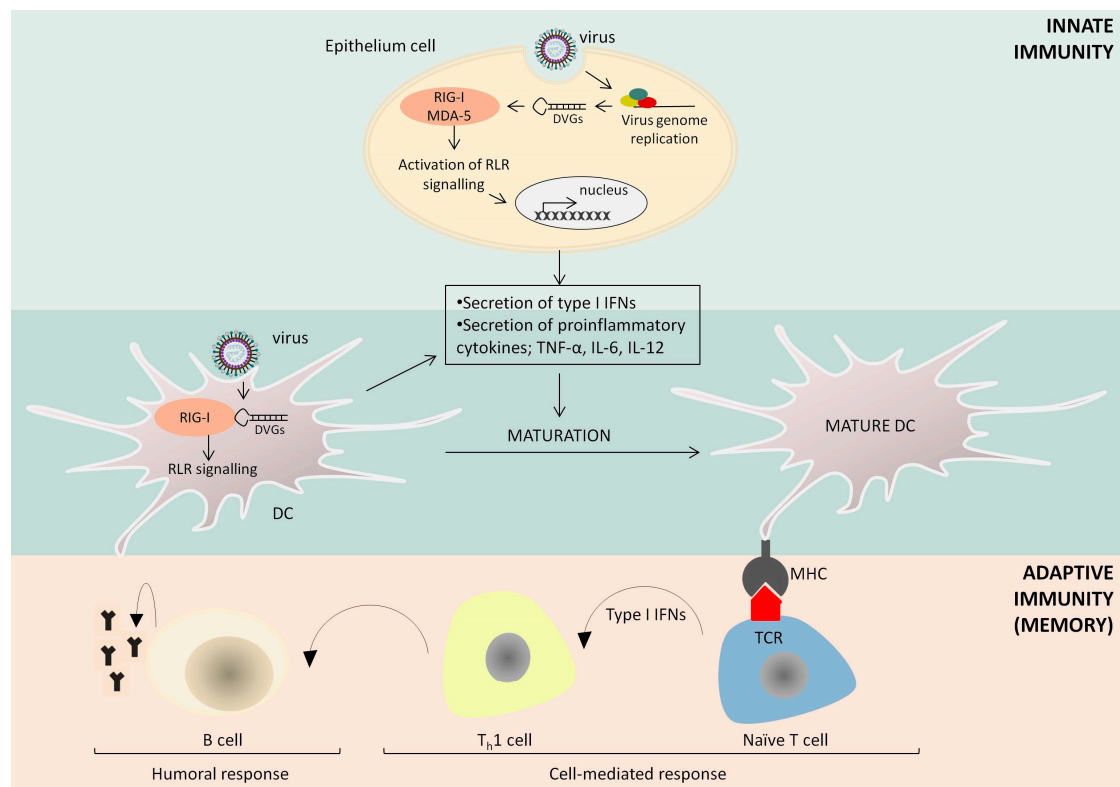 INNATE
IMMUNITY
Epithelium cell
virus
RIG-I
MDA-5
DVGs
Virus genome
replication
Activation of RLR
signalling
nucleus
•Secretion of type I IFNs
•Secretion of proinflammatory
cytokines; TNF-α, IL-6, IL-12
virus
RIG-I
DVGs
RLR signalling
DC
MATURATION
MATURE DC
ADAPTIVE
IMMUNITY
(MEMORY)
MHC
TCR
Type I IFNs
B cell
Th1 cell
Naïve T cell
Humoral response
Cell-mediated response